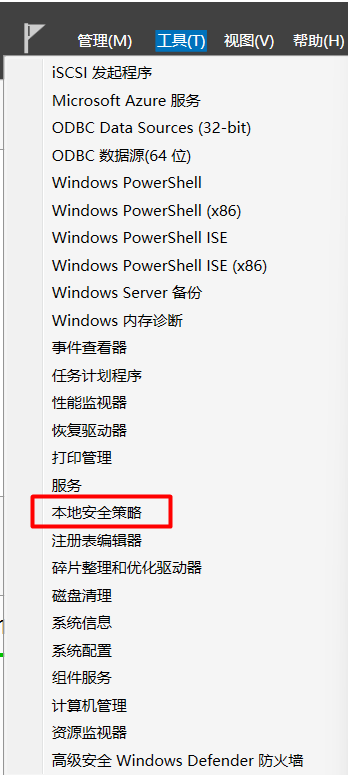 管理(M) 工具(T) 视图(V) 帮助(H)
iSCSI 发起程序
Microsoft Azure 服务
ODBC Data Sources (32-bit)
ODBC 数据源(64 位)
Windows PowerShell
Windows PowerShell (x86)
Windows PowerShell ISE
Windows PowerShell ISE (x86)
Windows Server 备份
Windows 内存诊断
事件查看器
任务计划程序
性能监视器
恢复驱动器
打印管理
服务
本地安全策略
注册表编辑器
碎片整理和优化驱动器
磁盘清理
系统信息
系统配置
组件服务
计算机管理
资源监视器
高级安全 Windows Defender 防火墙